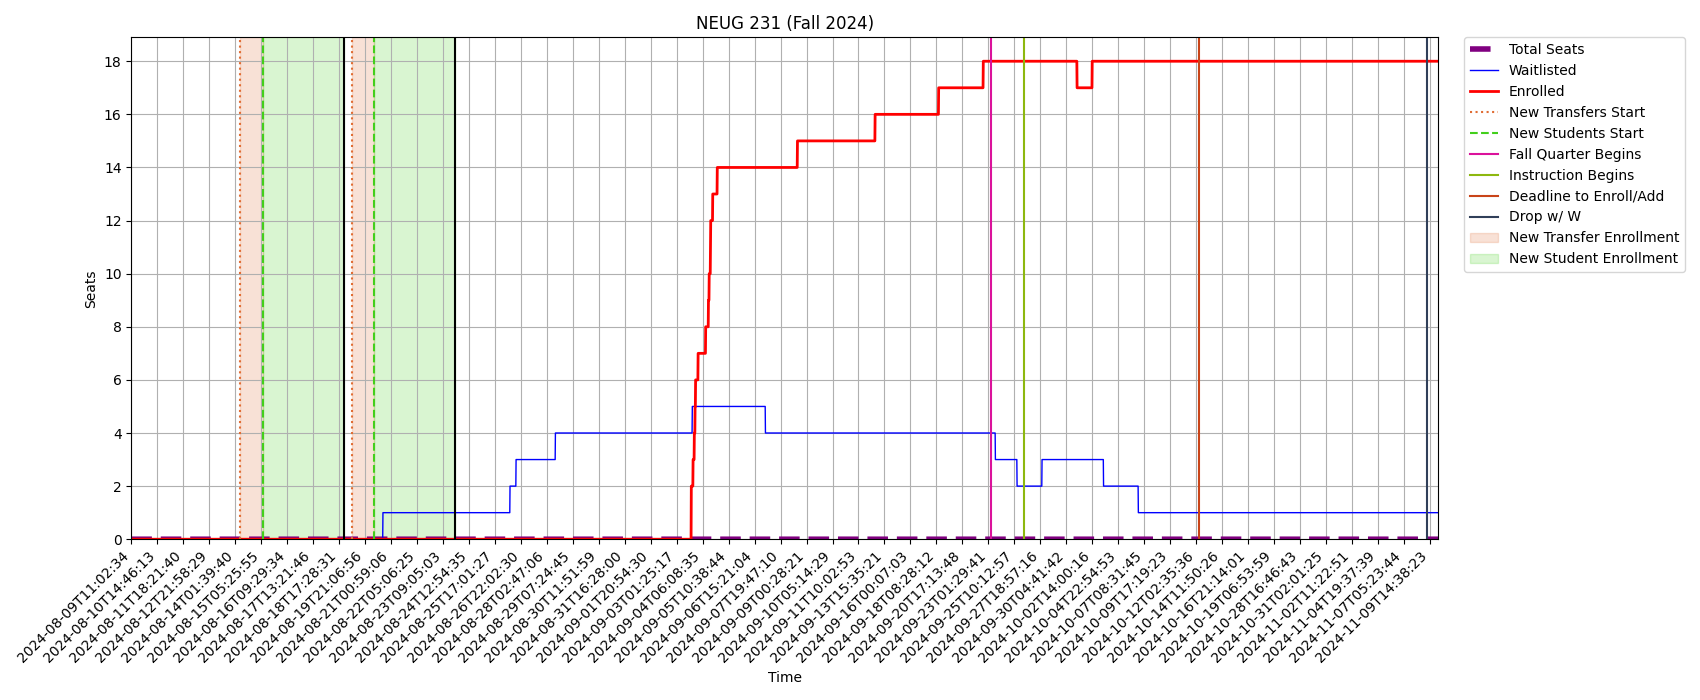 NEUG 231 (Fall 2024)
Seats
18
16
14
12
10
8
6
4
2
0
2024-08-09T11:02:34
2024-08-10T14:46:13
2024-08-11T18:21:40
2024-08-12T21:58:29
2024-08-14T01:39:40
2024-08-15T05:25:55
2024-08-16T09:29:34
2024-08-17T13:21:46
2024-08-18T17:28:31
2024-08-19T21:06:56
2024-08-21T00:59:06
2024-08-22T05:06:25
2024-08-23T09:05:03
2024-08-24T12:54:35
2024-08-25T17:01:27
2024-08-26T22:02:30
2024-08-28T02:47:06
2024-08-29T07:24:45
2024-08-30T11:51:59
2024-08-31T16:28:00
2024-09-01T20:54:30
2024-09-03T01:25:17
2024-09-04T06:08:35
2024-09-05T10:38:44
2024-09-06T15:21:04
2024-09-07T19:47:10
2024-09-09T00:28:21
2024-09-10T05:14:29
2024-09-11T10:02:53
2024-09-13T15:35:21
2024-09-16T00:07:03
2024-09-18T08:28:12
2024-09-20T17:13:48
2024-09-23T01:29:41
2024-09-25T10:12:57
2024-09-27T18:57:16
2024-09-30T04:41:42
2024-10-02T14:00:16
2024-10-04T22:54:53
2024-10-07T08:31:45
2024-10-09T17:19:23
2024-10-12T02:35:36
2024-10-14T11:50:26
2024-10-16T21:14:01
2024-10-19T06:53:59
2024-10-28T16:46:43
2024-10-31T02:01:25
2024-11-02T11:22:51
2024-11-04T19:37:39
2024-11-07T05:23:44
2024-11-09T14:38:23
Time
Total Seats
Waitlisted
Enrolled
New Transfers Start
New Students Start
Fall Quarter Begins
Instruction Begins
Deadline to Enroll/Add
Drop w/ W
New Transfer Enrollment
New Student Enrollment